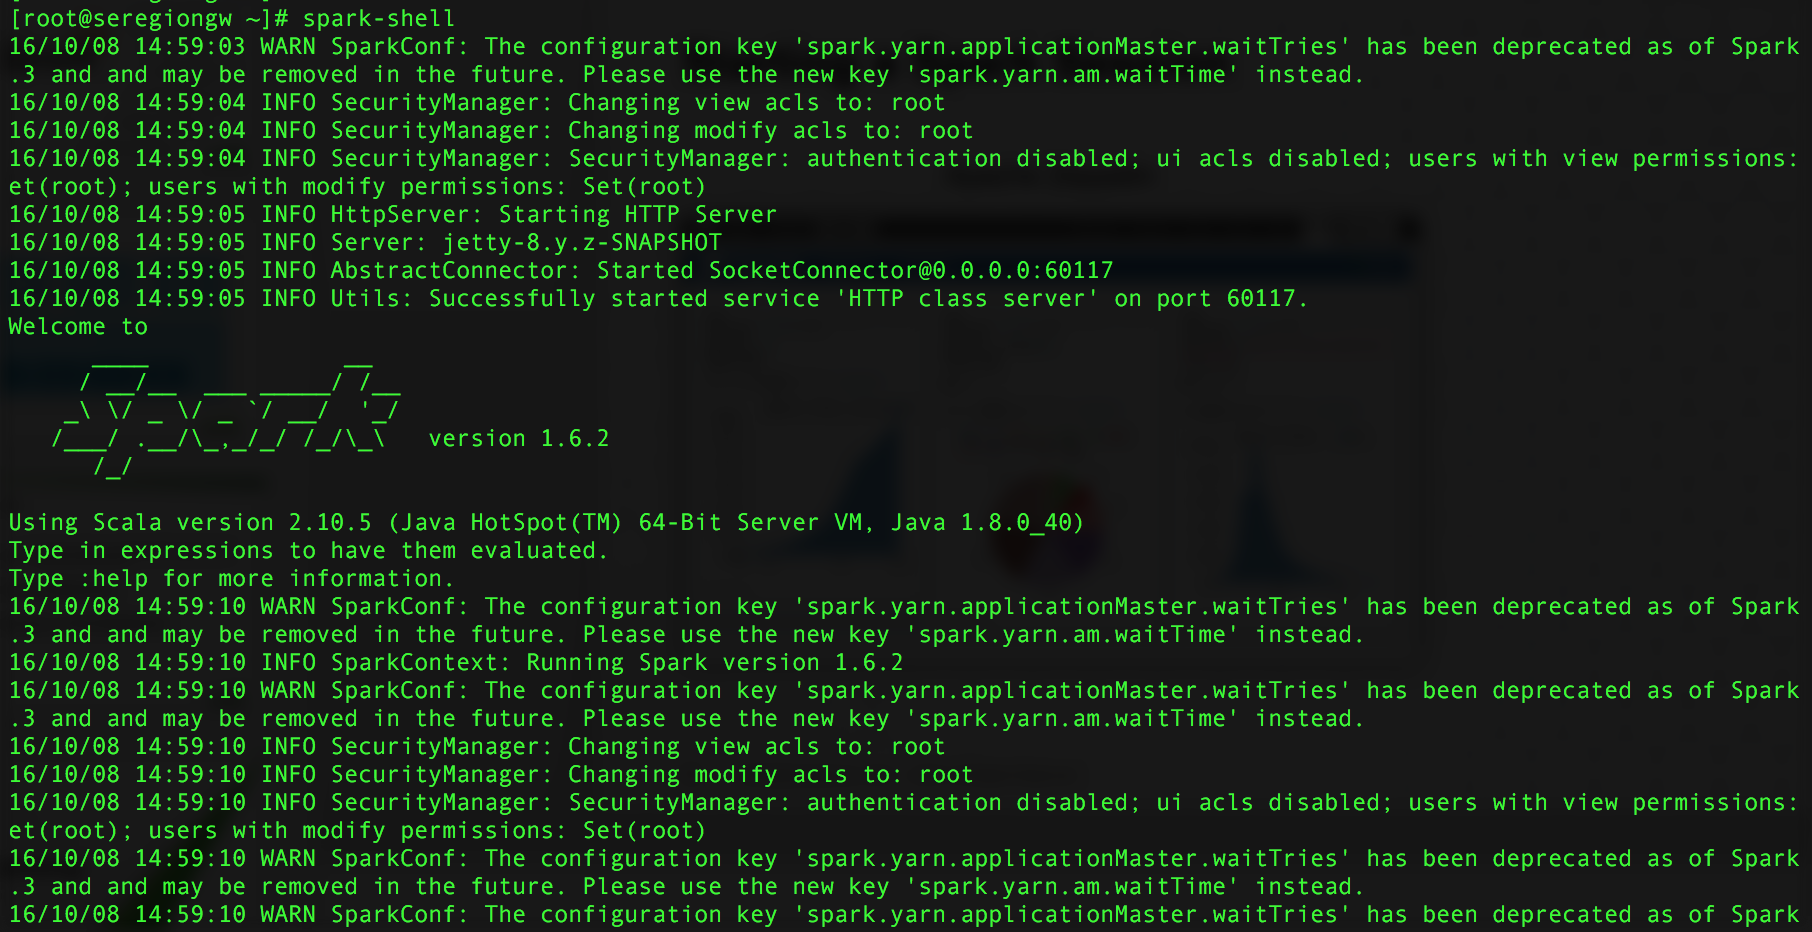 [root@seregiongw ~]# spark-shell
16/10/08 14:59:03 WARN SparkConf: The configuration key 'spark.yarn.applicationMaster.waitTries' has been deprecated as of Spark
.3 and and may be removed in the future. Please use the new key 'spark.yarn.am.waitTime' instead.
16/10/08 14:59:04 INFO SecurityManager: Changing view acls to: root
16/10/08 14:59:04 INFO SecurityManager: Changing modify acls to: root
16/10/08 14:59:04 INFO SecurityManager: SecurityManager: authentication disabled; ui acls disabled; users with view permissions:
et(root); users with modify permissions: Set(root)
16/10/08 14:59:05 INFO HttpServer: Starting HTTP Server
16/10/08 14:59:05 INFO Server: jetty-8.y.z-SNAPSHOT
16/10/08 14:59:05 INFO AbstractConnector: Started SocketConnector@0.0.0.0:60117
16/10/08 14:59:05 INFO Utils: Successfully started service 'HTTP class server' on port 60117.
Welcome to
      ____              __
     / __/__  ___ _____/ /__
    _\ \/ _ \/ _ `/ __/  '_/
   /___/ .__/\_,_/_/ /_/\_\   version 1.6.2
      /_/
Using Scala version 2.10.5 (Java HotSpot(TM) 64-Bit Server VM, Java 1.8.0_40)
Type in expressions to have them evaluated.
Type :help for more information.
16/10/08 14:59:10 WARN SparkConf: The configuration key 'spark.yarn.applicationMaster.waitTries' has been deprecated as of Spark
.3 and and may be removed in the future. Please use the new key 'spark.yarn.am.waitTime' instead.
16/10/08 14:59:10 INFO SparkContext: Running Spark version 1.6.2
16/10/08 14:59:10 WARN SparkConf: The configuration key 'spark.yarn.applicationMaster.waitTries' has been deprecated as of Spark
.3 and and may be removed in the future. Please use the new key 'spark.yarn.am.waitTime' instead.
16/10/08 14:59:10 INFO SecurityManager: Changing view acls to: root
16/10/08 14:59:10 INFO SecurityManager: Changing modify acls to: root
16/10/08 14:59:10 INFO SecurityManager: SecurityManager: authentication disabled; ui acls disabled; users with view permissions:
et(root); users with modify permissions: Set(root)
16/10/08 14:59:10 WARN SparkConf: The configuration key 'spark.yarn.applicationMaster.waitTries' has been deprecated as of Spark
.3 and and may be removed in the future. Please use the new key 'spark.yarn.am.waitTime' instead.
16/10/08 14:59:10 WARN SparkConf: The configuration key 'spark.yarn.applicationMaster.waitTries' has been deprecated as of Spark